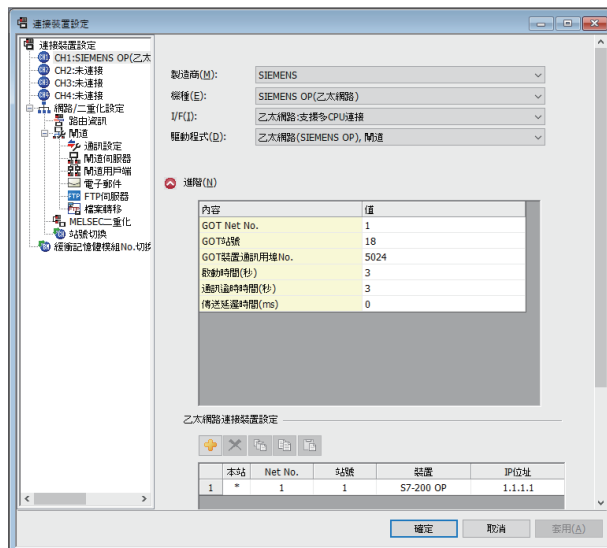 連接裝置設定
連接裝置設定
CH1:SIEMENS OP(乙太
CH2:未連接
CH3:未連接
CH4:未連接
網路/二重化設定
路由資訊
閘道
通訊設定
閘道伺服器
閘道用戶端
電子郵件
FTP伺服器
檔案轉移
MELSEC二重化
站號切換
緩衝記憶體模組No.切換
製造商(M): SIEMENS
機種(E): SIEMENS OP(乙太網路)
I/F(I): 乙太網路:支援多CPU連接
驅動程式(D): 乙太網路(SIEMENS OP), 閘道
進階(N)
內容 值
GOT Net No. 1
GOT站號 18
GOT裝置通訊用埠No. 5024
啟動時間(秒) 3
通訊逾時時間(秒) 3
傳送延遲時間(ms) 0
乙太網路連接裝置設定
本站 Net No. 站號 裝置 IP位址
1 * 1 1 S7-200 OP 1.1.1.1
確定 取消 套用(A)